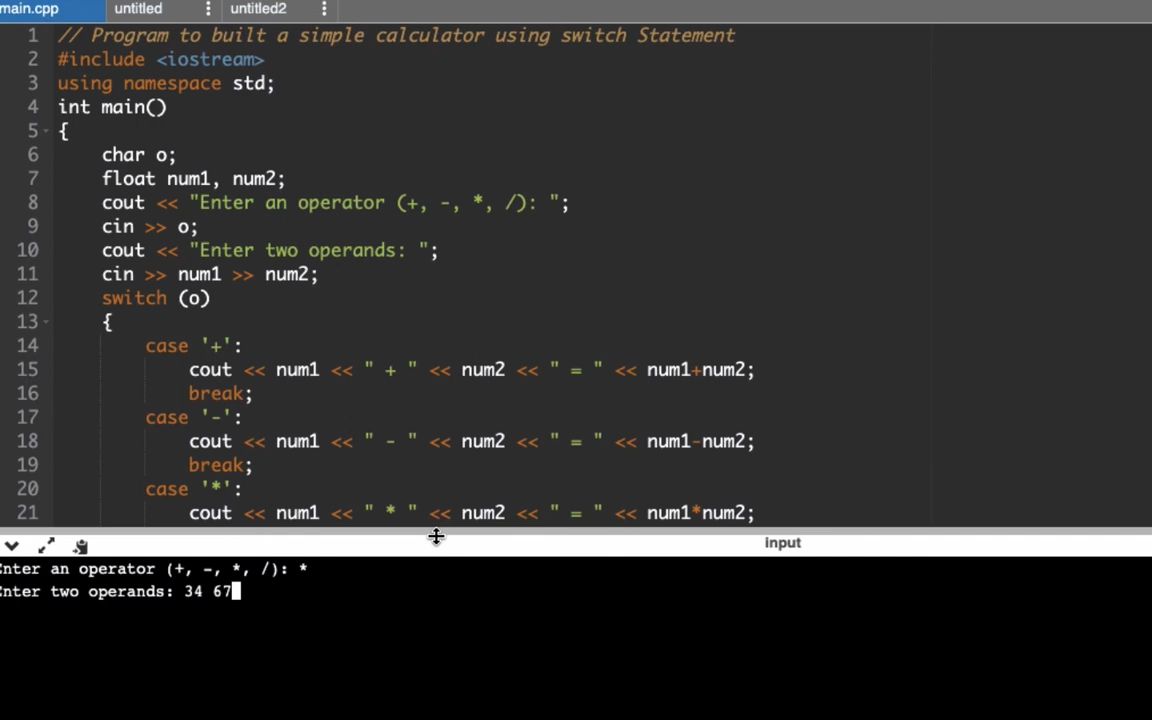 main.cpp untitled untitled2
1 // Program to built a simple calculator using switch Statement
2 #include <iostream>
3 using namespace std;
4 int main()
5 {
6 char o;
7 float num1, num2;
8 cout << "Enter an operator (+, -, *, /): ";
9 cin >> o;
10 cout << "Enter two operands: ";
11 cin >> num1 >> num2;
12 switch (o)
13 {
14 case '+':
15 cout << num1 << " + " << num2 << " = " << num1+num2;
16 break;
17 case '-':
18 cout << num1 << " - " << num2 << " = " << num1-num2;
19 break;
20 case '*':
21 cout << num1 << " * " << num2 << " = " << num1*num2;
input
Enter an operator (+, -, *, /): *
Enter two operands: 34 67